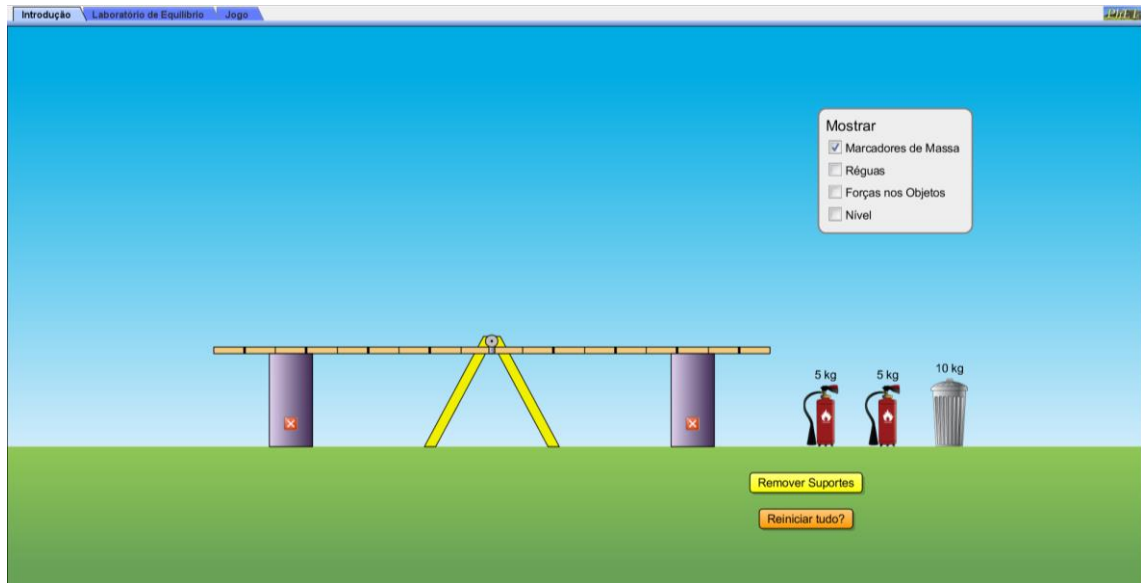 Introdução
Laboratório de Equilíbrio
Jogo
Mostrar
Marcadores de Massa
Réguas
Forças nos Objetos
Nível
5 kg
5 kg
10 kg
Remover Suportes
Reiniciar tudo?